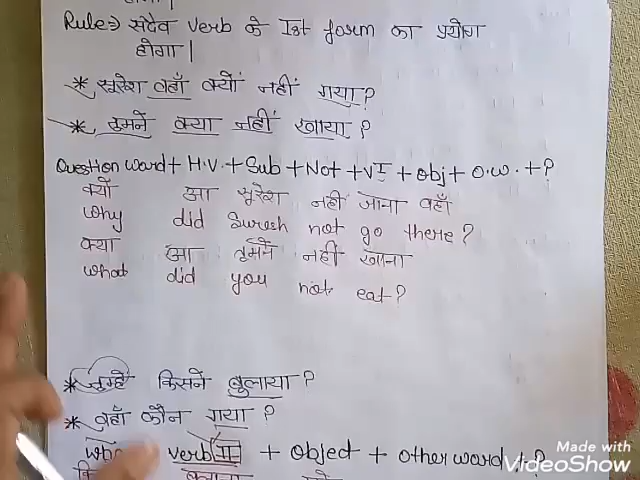 Rule:⇒ सदैव verb के Ist form का प्रयोग
होगा।
* सुरेश वहाँ क्यों नहीं गया?
* तुमने क्या नहीं खाया?
Question word + H.V. + Sub + Not + VI + obj + o.w. + ?
क्यों था सुरेश नहीं जाना वहाँ
why did Suresh not go there?
क्या था तुमने नहीं खाना
what did you not eat?
* तुम्हें किसने बुलाया?
* वहाँ कौन गया?
who verb II + object + other word + ?
Made with
VideoShow